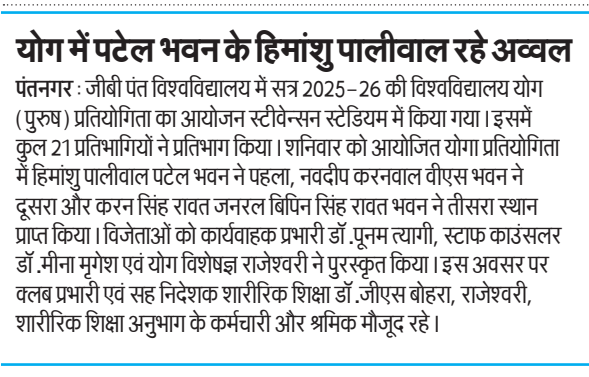 योग में पटेल भवन के हिमांशु पालीवाल रहे अव्वल
पंतनगर : जीबी पंत विश्वविद्यालय में सत्र 2025-26 की विश्वविद्यालय योग
(पुरुष) प्रतियोगिता का आयोजन स्टीवेन्सन स्टेडियम में किया गया। इसमें
कुल 21 प्रतिभागियों ने प्रतिभाग किया। शनिवार को आयोजित योगा प्रतियोगिता
में हिमांशु पालीवाल पटेल भवन ने पहला, नवदीप करनवाल वीएस भवन ने
दूसरा और करन सिंह रावत जनरल बिपिन सिंह रावत भवन ने तीसरा स्थान
प्राप्त किया। विजेताओं को कार्यवाहक प्रभारी डॉ.पूनम त्यागी, स्टाफ काउंसलर
डॉ.मीना मृगेश एवं योग विशेषज्ञ राजेश्वरी ने पुरस्कृत किया। इस अवसर पर
क्लब प्रभारी एवं सह निदेशक शारीरिक शिक्षा डॉ.जीएस बोहरा, राजेश्वरी,
शारीरिक शिक्षा अनुभाग के कर्मचारी और श्रमिक मौजूद रहे।